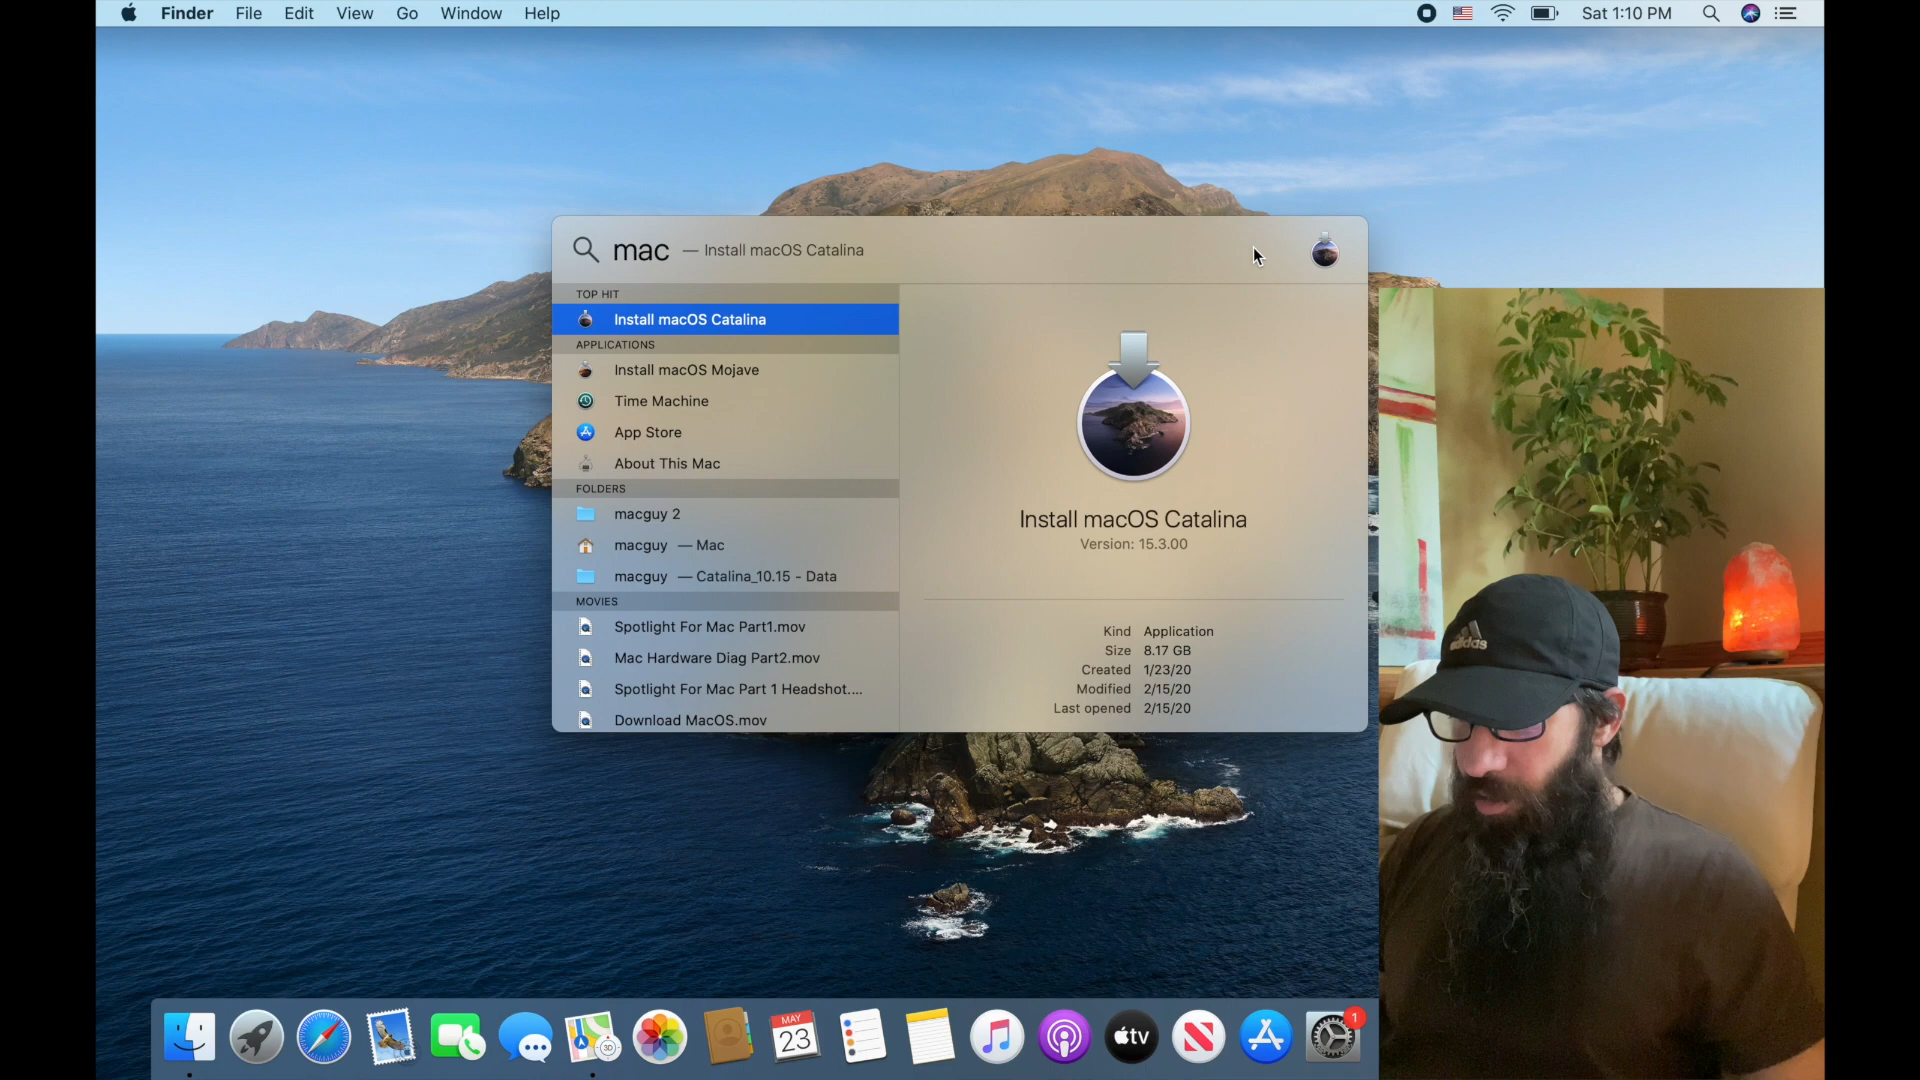 Finder File Edit View Go Window Help Sat 1:10 PM
mac — Install macOS Catalina
TOP HIT
Install macOS Catalina
APPLICATIONS
Install macOS Mojave
Time Machine
App Store
About This Mac
FOLDERS
macguy 2
macguy — Mac
macguy — Catalina_10.15 - Data
MOVIES
Spotlight For Mac Part1.mov
Mac Hardware Diag Part2.mov
Spotlight For Mac Part 1 Headshot....
Download MacOS.mov
Install macOS Catalina
Version: 15.3.00
Kind Application
Size 8.17 GB
Created 1/23/20
Modified 2/15/20
Last opened 2/15/20
adidas
3D
MAY
23
tv
1